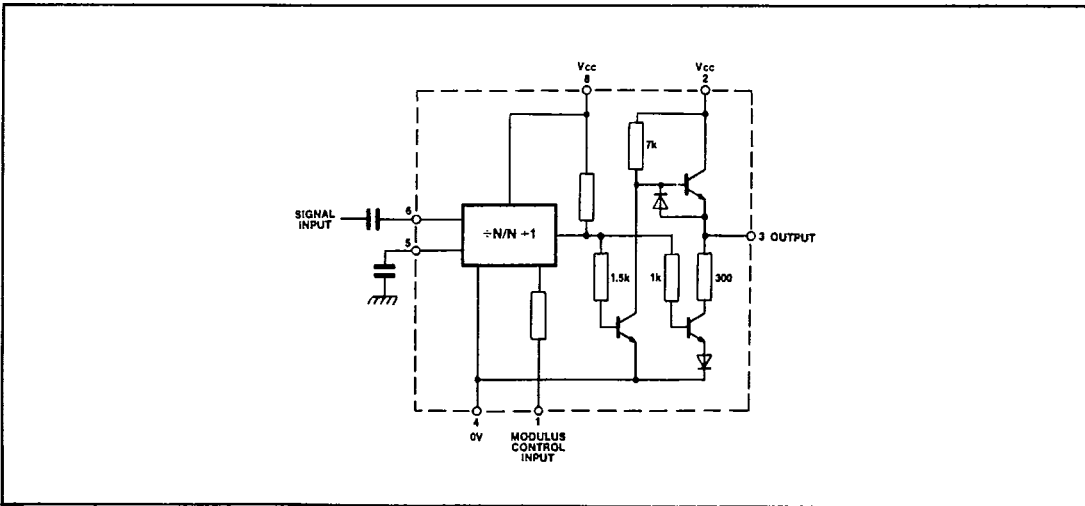 Vcc
8
Vcc
2
7k
SIGNAL
INPUT
6
÷N/N +1
5
3 OUTPUT
1.5k
1k
300
4
0V
1
MODULUS
CONTROL
INPUT